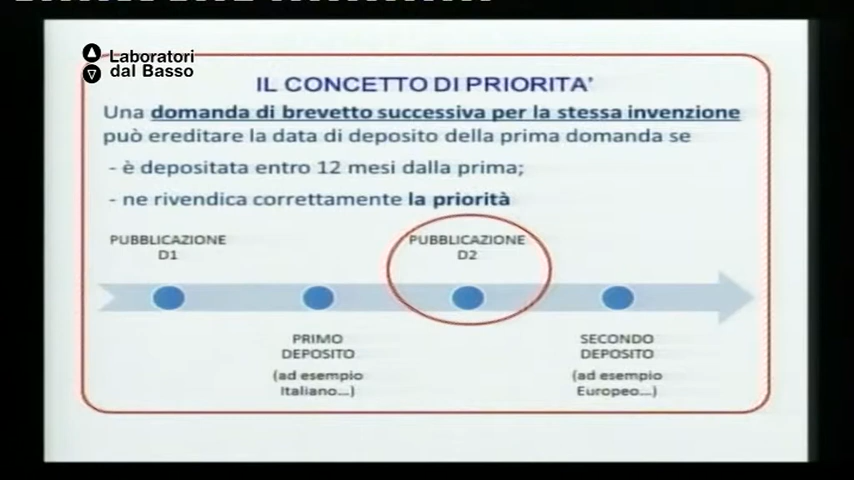 Laboratori
dal Basso
IL CONCETTO DI PRIORITA’
Una domanda di brevetto successiva per la stessa invenzione
può ereditare la data di deposito della prima domanda se
- è depositata entro 12 mesi dalla prima;
- ne rivendica correttamente la priorità
PUBBLICAZIONE
D1
PUBBLICAZIONE
D2
PRIMO
DEPOSITO
(ad esempio
Italiano...)
SECONDO
DEPOSITO
(ad esempio
Europeo...)